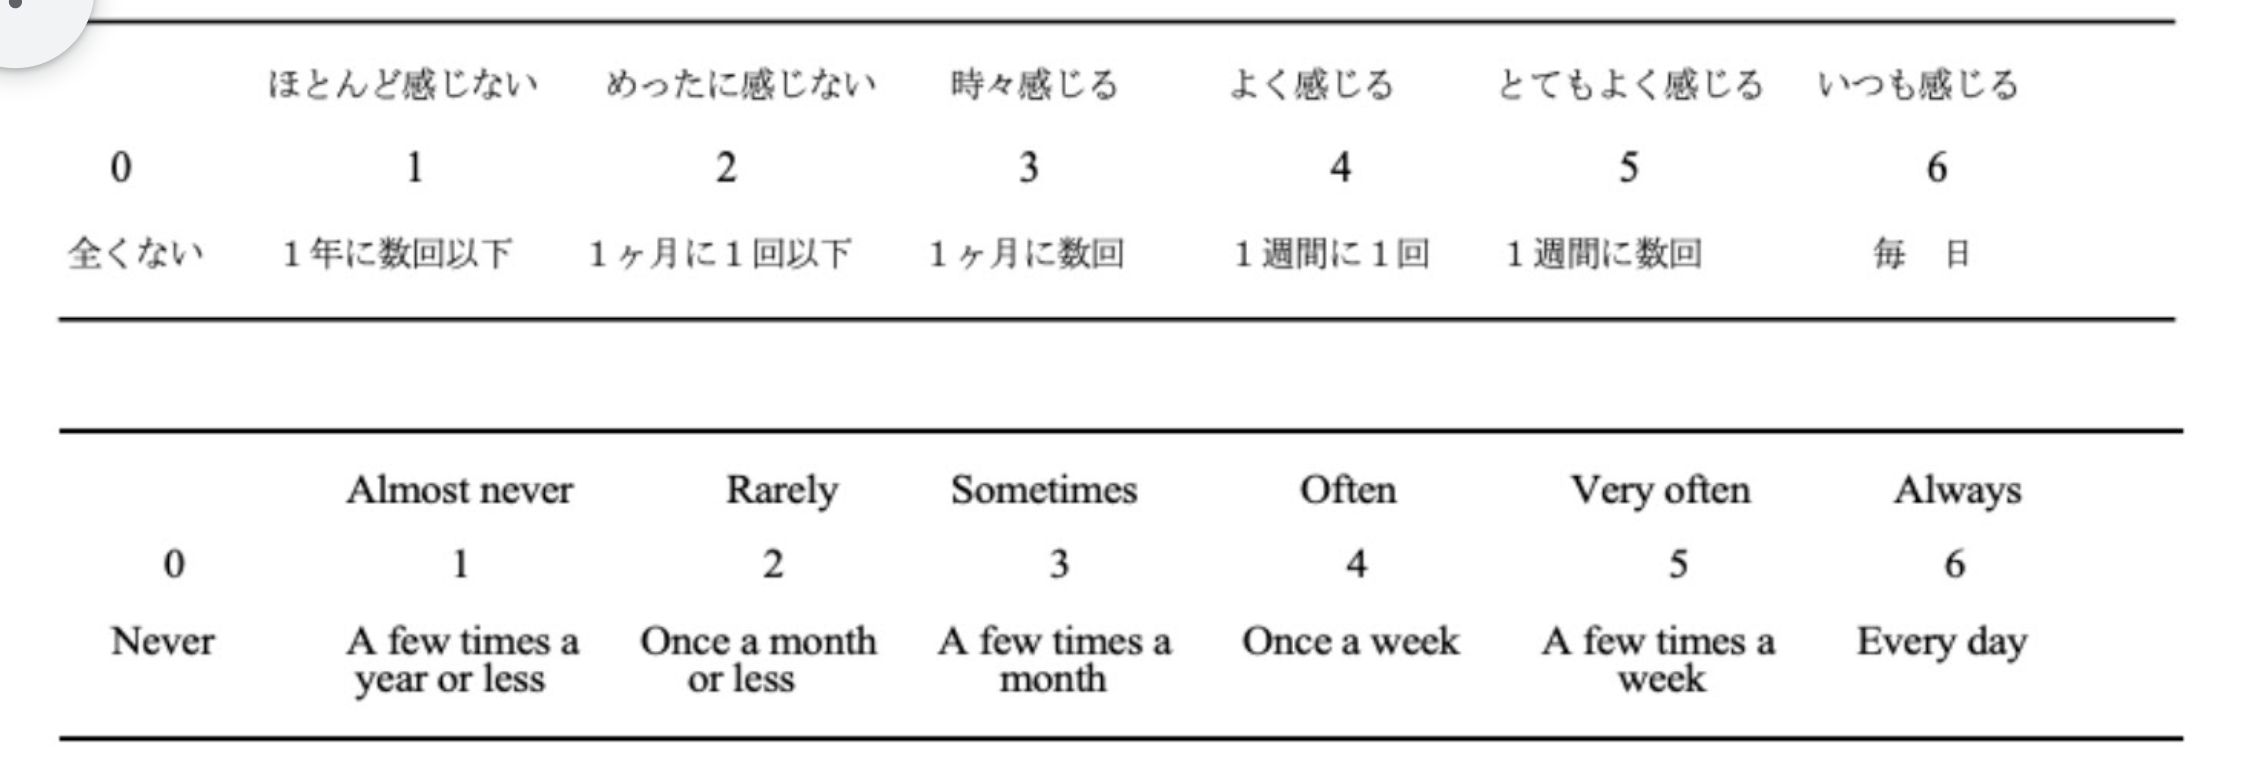 ほとんど感じない めったに感じない 時々感じる よく感じる とてもよく感じる いつも感じる
0 1 2 3 4 5 6
全くない 1年に数回以下 1ヶ月に1回以下 1ヶ月に数回 1週間に1回 1週間に数回 毎 日
Almost never Rarely Sometimes Often Very often Always
0 1 2 3 4 5 6
Never A few times a Once a month A few times a Once a week A few times a Every day
year or less or less month week